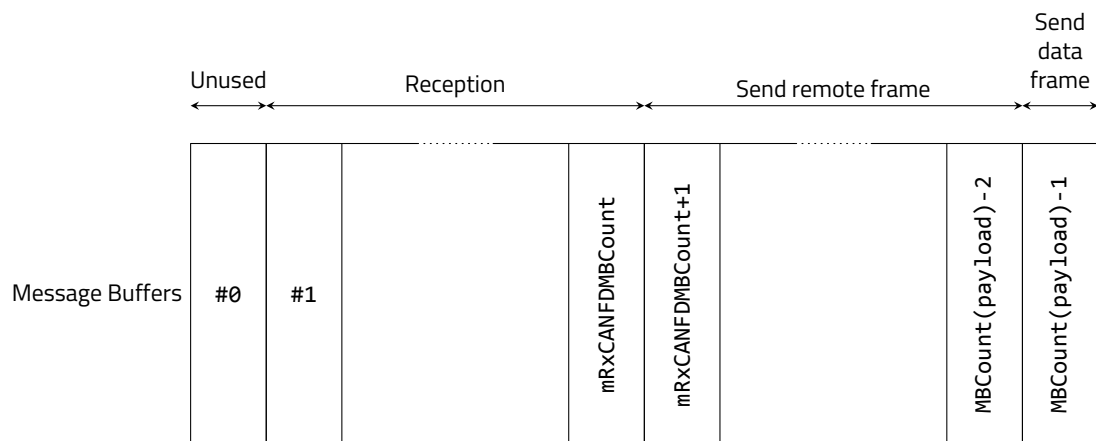 Send
data
frame
Unused
Reception
Send remote frame
Message Buffers
#0
#1
mRxCANFDMBCount
mRxCANFDMBCount+1
MBCount(payload)-2
MBCount(payload)-1